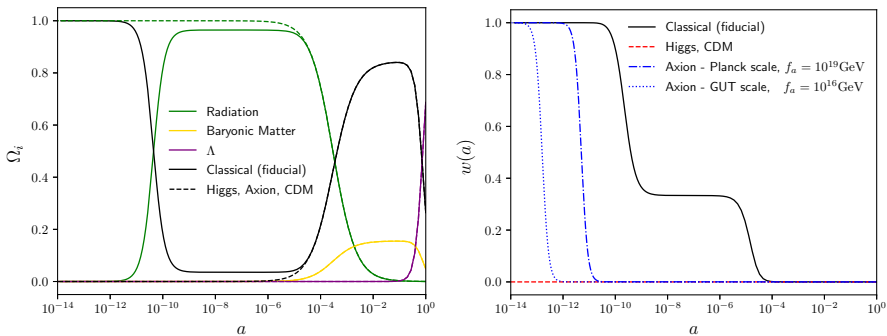 1.0
0.8
0.6
0.4
0.2
0.0
Ω_i
Radiation
Baryonic Matter
Λ
Classical (fiducial)
Higgs, Axion, CDM
10^−14 10^−12 10^−10 10^−8 10^−6 10^−4 10^−2 10^0
a
1.0
0.8
0.6
0.4
0.2
0.0
w(a)
Classical (fiducial)
Higgs, CDM
Axion - Planck scale, f_a = 10^19 GeV
Axion - GUT scale, f_a = 10^16 GeV
10^−14 10^−12 10^−10 10^−8 10^−6 10^−4 10^−2 10^0
a